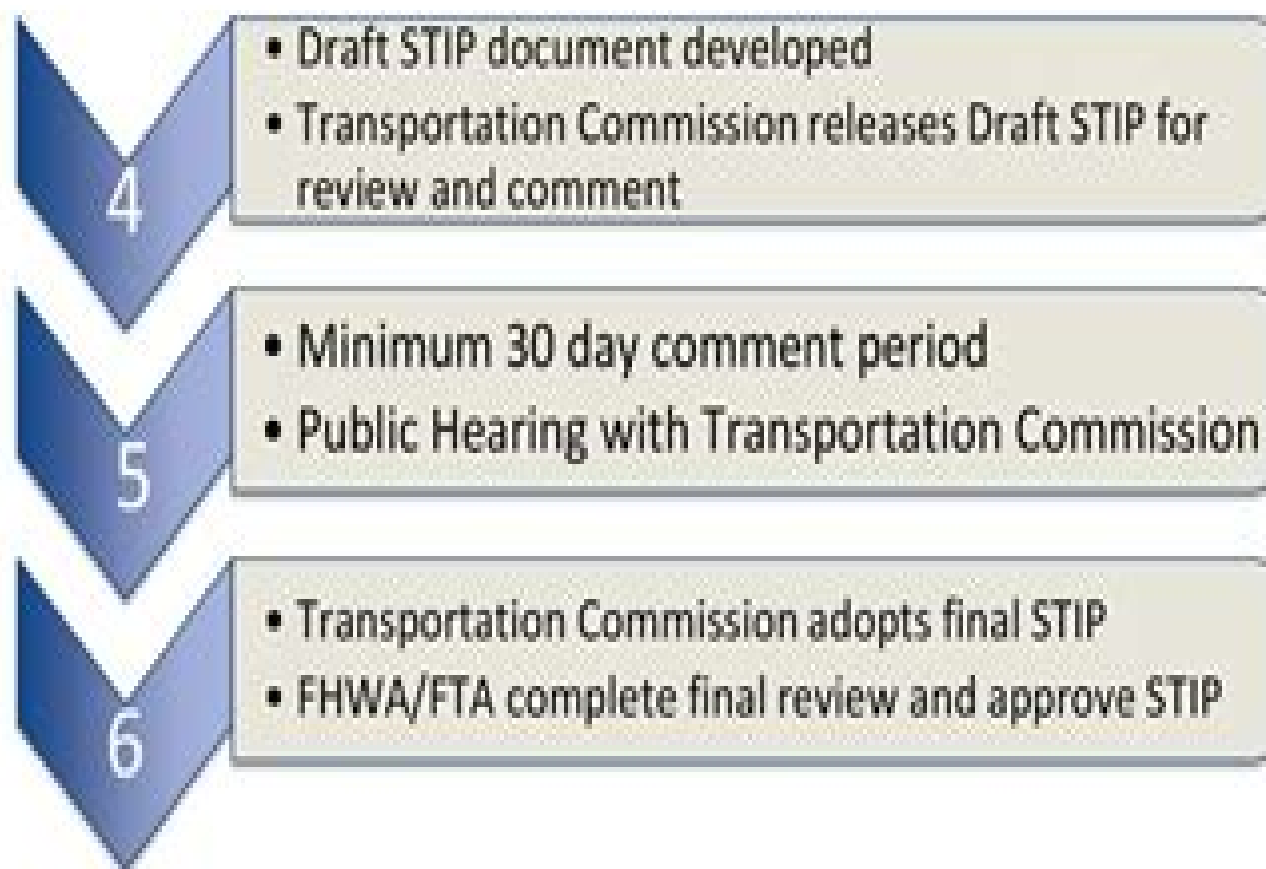 4
• Draft STIP document developed
• Transportation Commission releases Draft STIP for
review and comment
5
• Minimum 30 day comment period
• Public Hearing with Transportation Commission
6
• Transportation Commission adopts final STIP
• FHWA/FTA complete final review and approve STIP